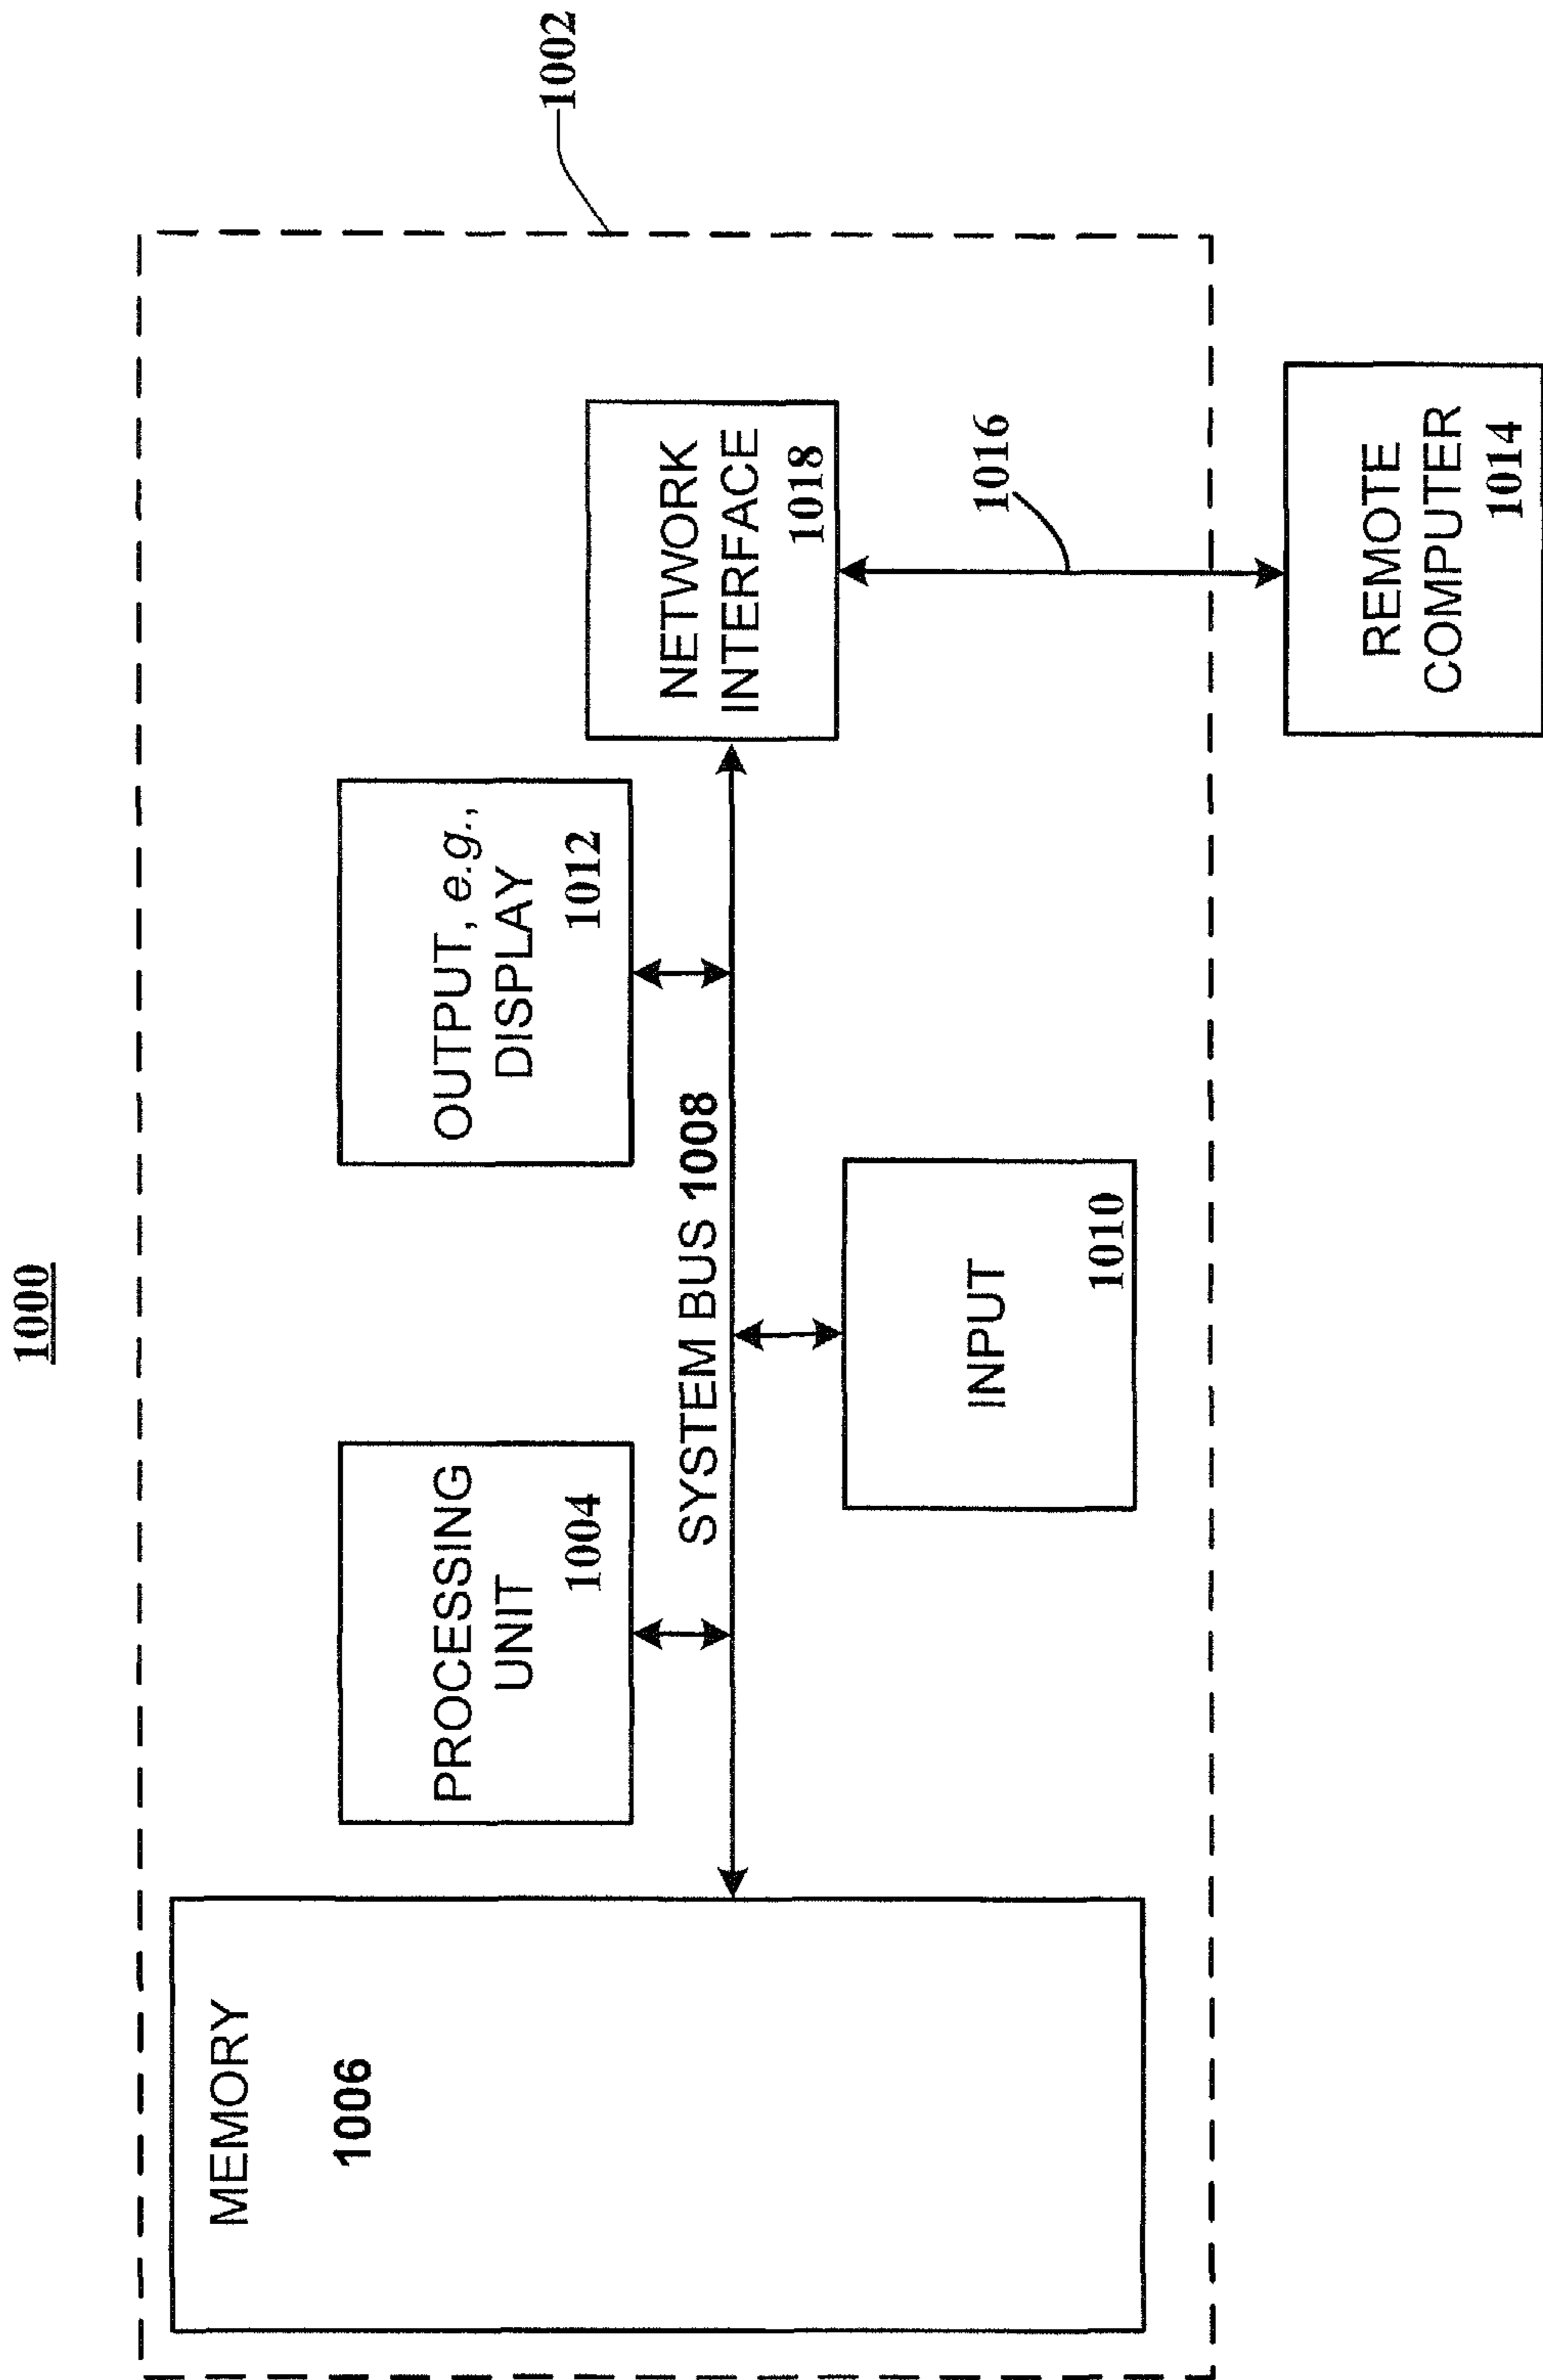 1000
1002
MEMORY
1006
PROCESSING
UNIT
1004
OUTPUT, e.g.,
DISPLAY
1012
SYSTEM BUS 1008
NETWORK
INTERFACE
1018
INPUT
1010
1016
REMOTE
COMPUTER
1014